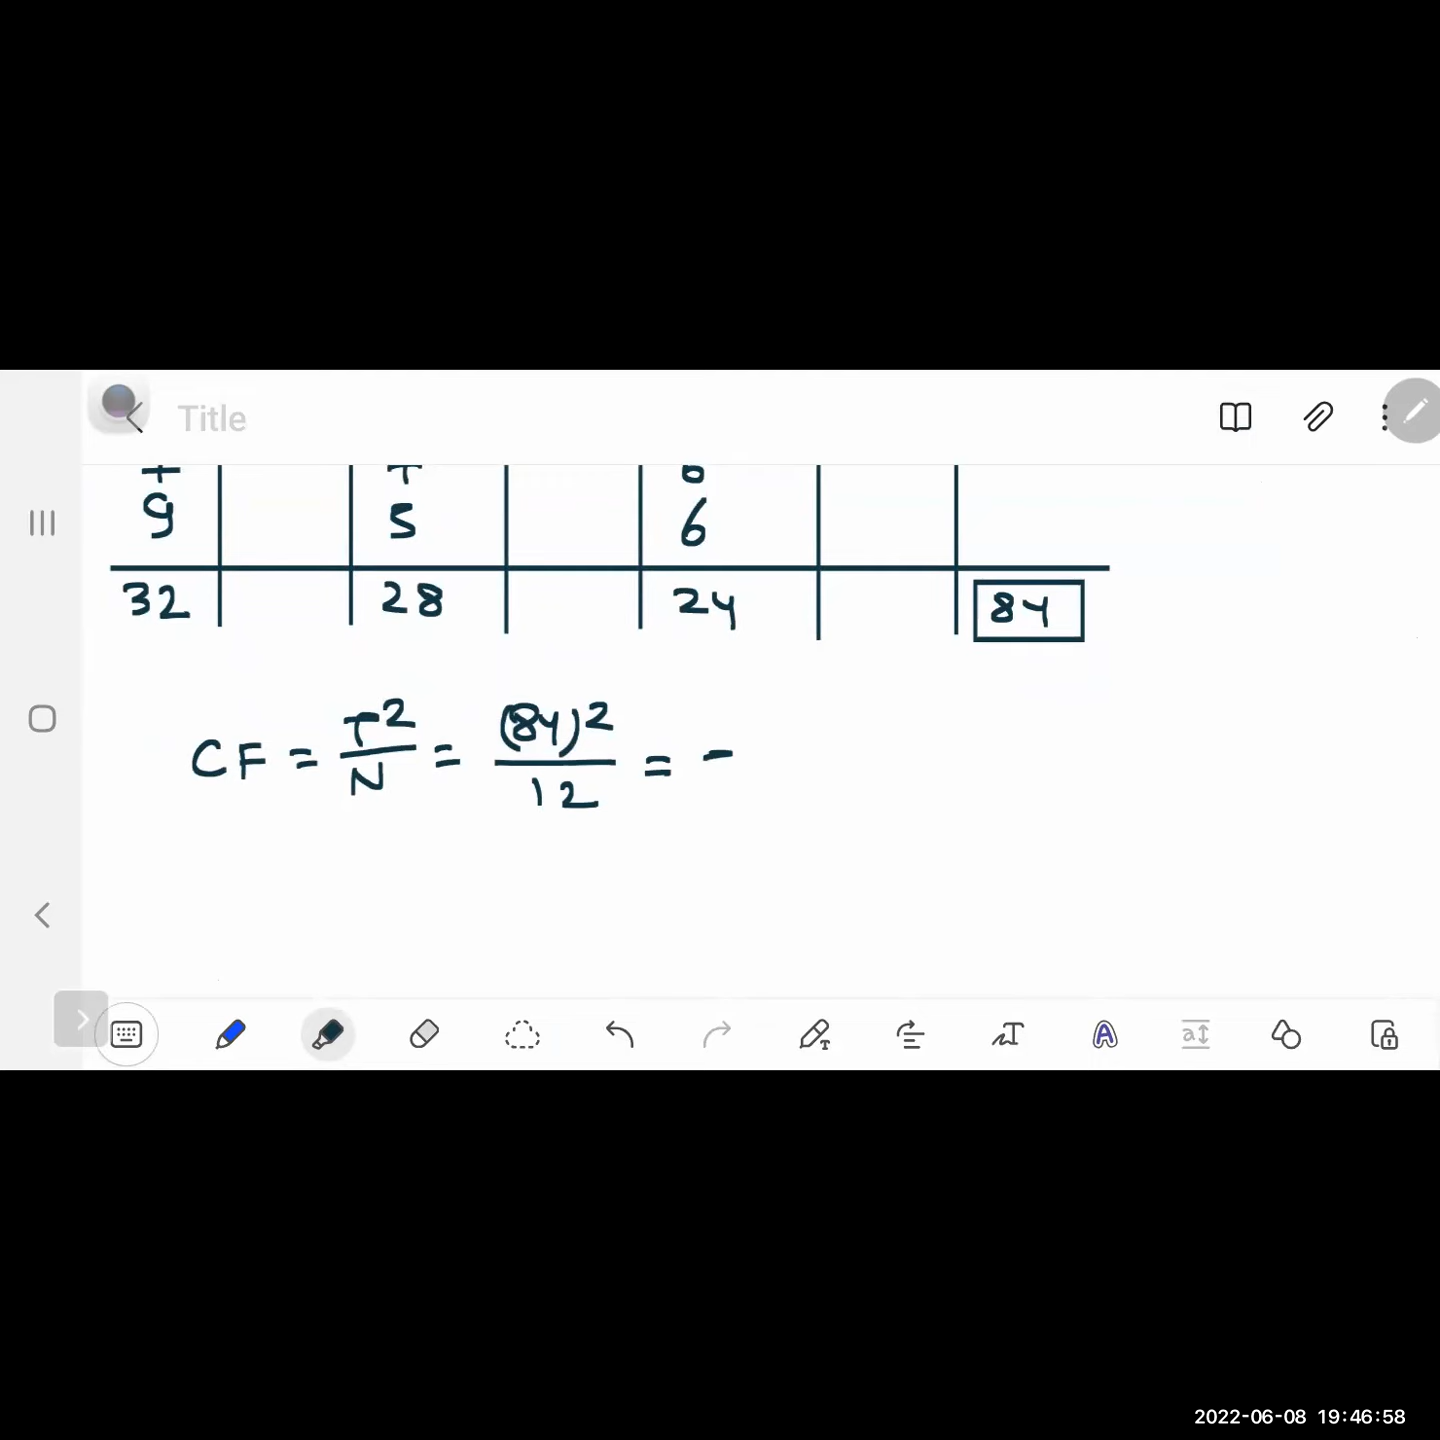 Title
9 5 6
32 28 24 84
CF = T²/N = (84)²/12 = -
2022-06-08 19:46:58